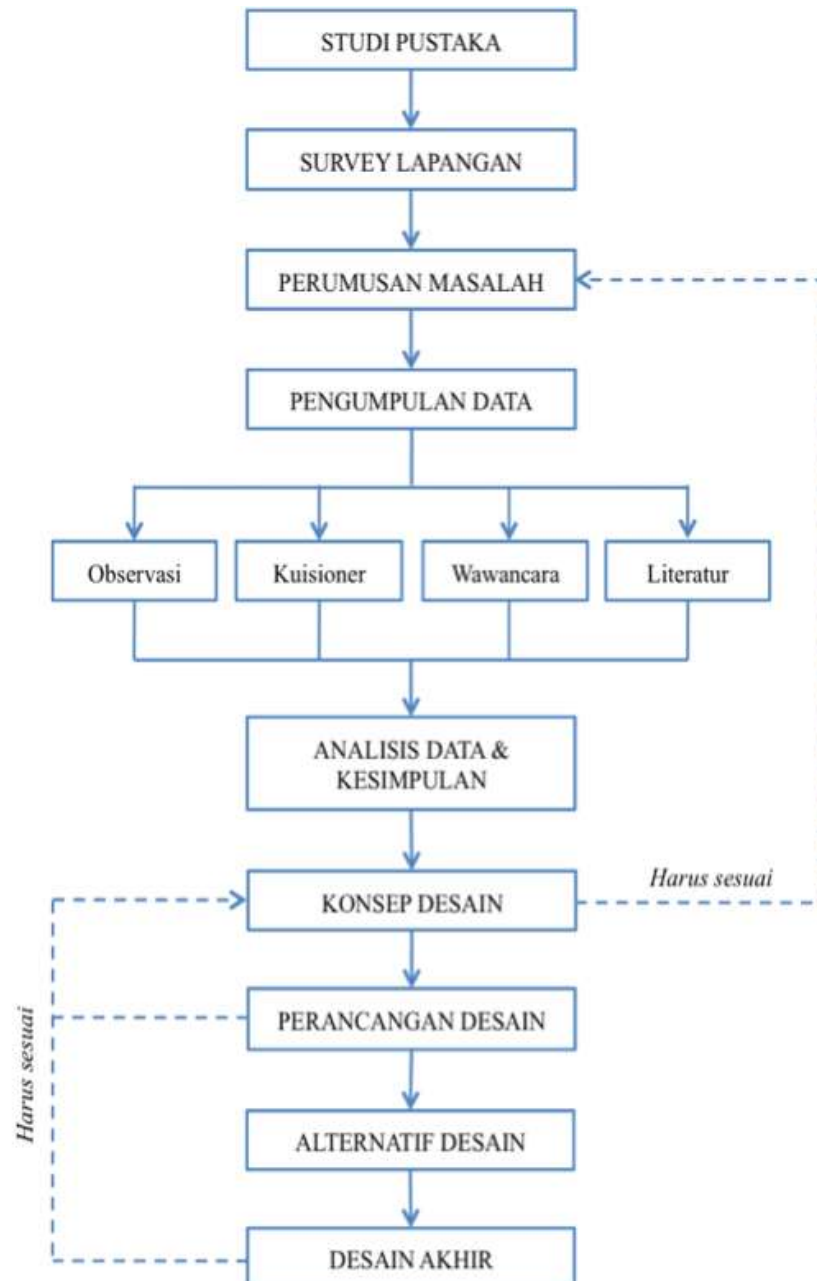 STUDI PUSTAKA
SURVEY LAPANGAN
PERUMUSAN MASALAH
PENGUMPULAN DATA
Observasi
Kuisioner
Wawancara
Literatur
ANALISIS DATA &
KESIMPULAN
KONSEP DESAIN
Harus sesuai
PERANCANGAN DESAIN
Harus sesuai
ALTERNATIF DESAIN
DESAIN AKHIR